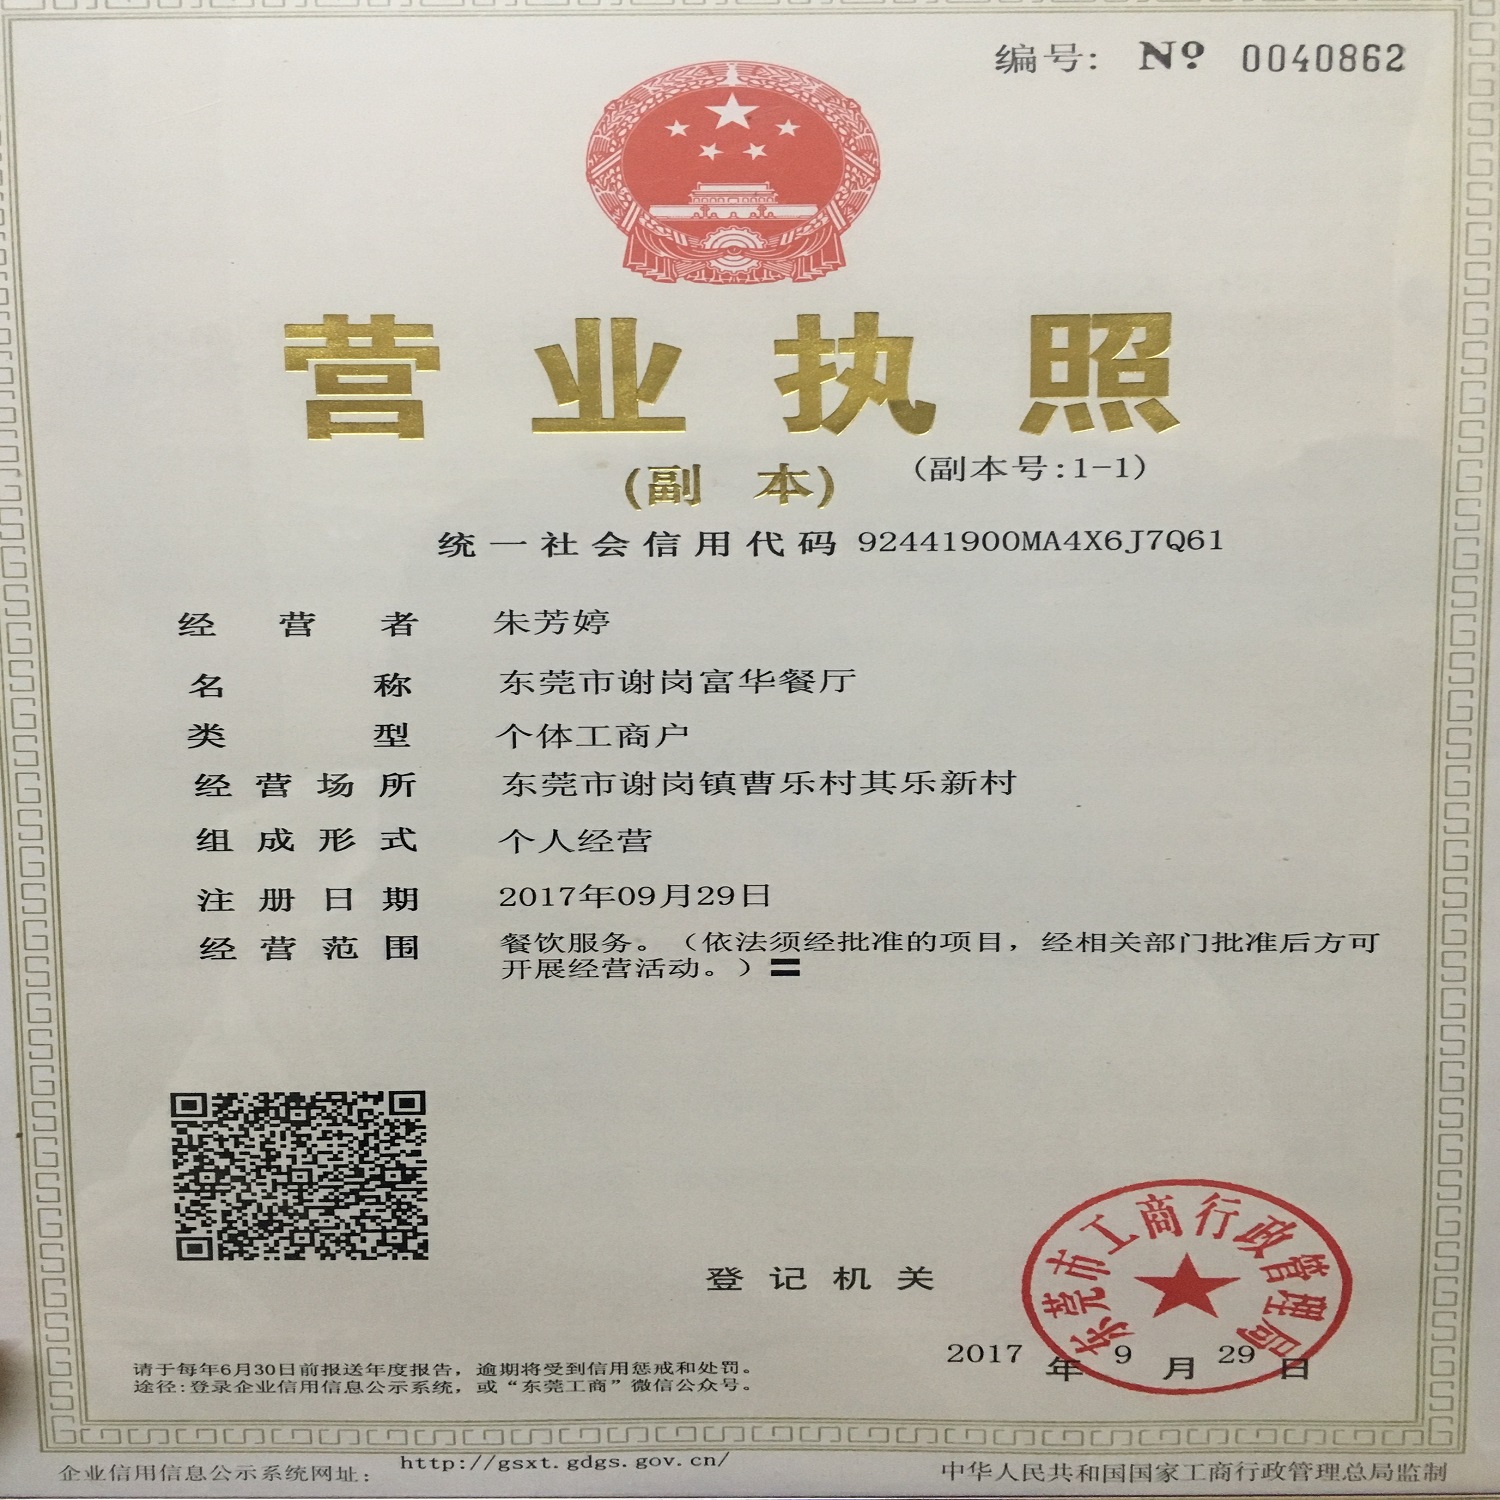 编号: Nº 0040862
营业执照
(副 本) (副本号:1-1)
统一社会信用代码 92441900MA4X6J7Q61
经营者 朱芳婷
名称 东莞市谢岗富华餐厅
类型 个体工商户
经营场所 东莞市谢岗镇曹乐村其乐新村
组成形式 个人经营
注册日期 2017年09月29日
经营范围 餐饮服务。（依法须经批准的项目，经相关部门批准后方可
开展经营活动。）〓
登记机关
东莞市工商行政管理局
2017 年 9 月 29 日
请于每年6月30日前报送年度报告，逾期将受到信用惩戒和处罚。
途径:登录企业信用信息公示系统，或“东莞工商”微信公众号。
企业信用信息公示系统网址: http://gsxt.gdgs.gov.cn/
中华人民共和国国家工商行政管理总局监制